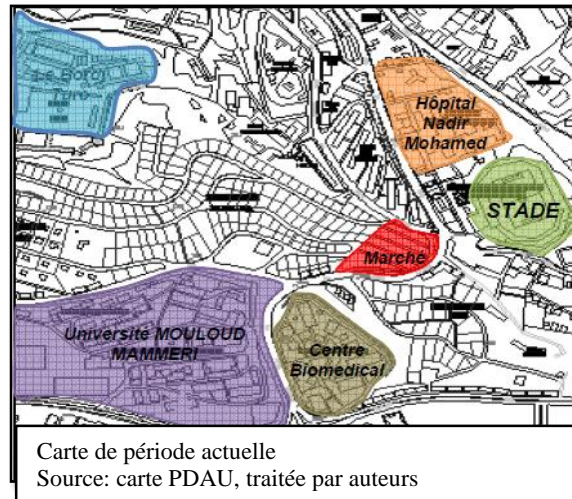 Le Bordj
Turc
Hôpital
Nadir
Mohamed
STADE
Marché
Université MOULOUD
MAMMERI
Centre
Biomedical
Carte de période actuelle
Source: carte PDAU, traitée par auteurs